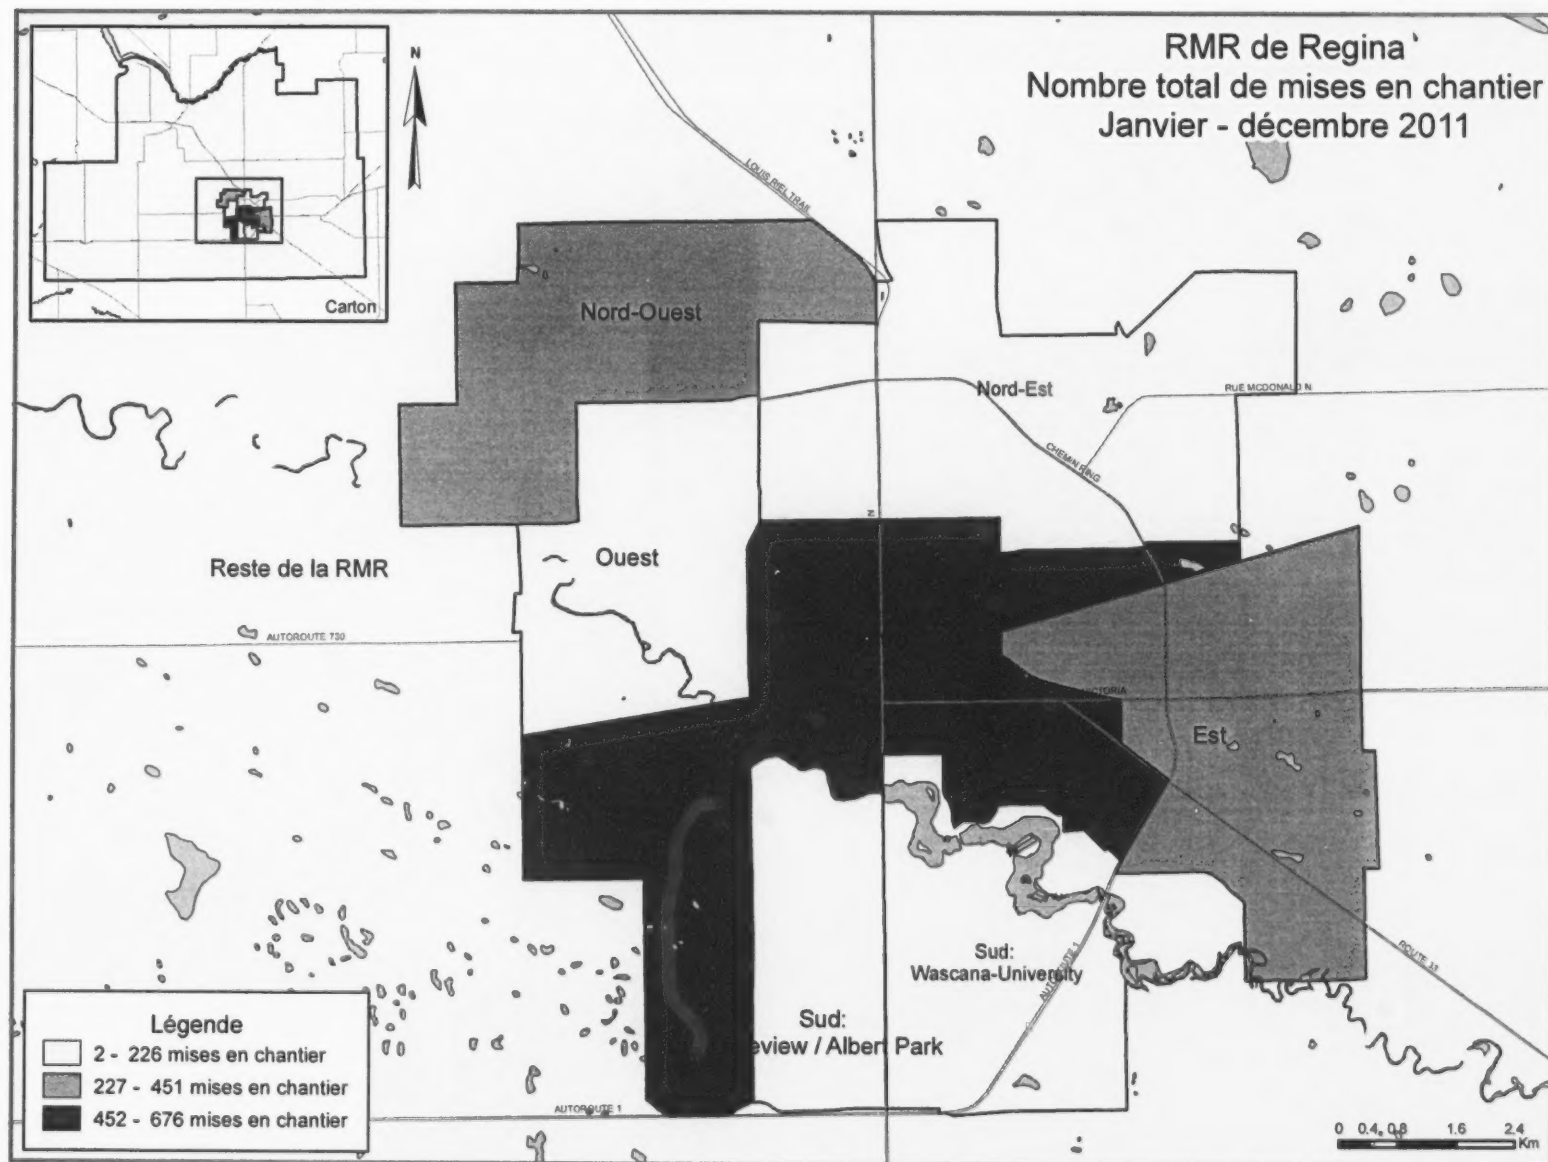 RMR de Regina
Nombre total de mises en chantier
Janvier - décembre 2011
N
Carton
LOUIS RIEL TRAIL
Nord-Ouest
Nord-Est
RUE MCDONALD N
CHEMIN RING
N
Ouest
Reste de la RMR
AUTOROUTE 730
Est
Sud:
Wascana-University
AUTOROUTE 1
ROUTE 33
Sud:
eview / Albert Park
AUTOROUTE 1
Légende
2 - 226 mises en chantier
227 - 451 mises en chantier
452 - 676 mises en chantier
0 0.4 0.8 1.6 2.4
Km